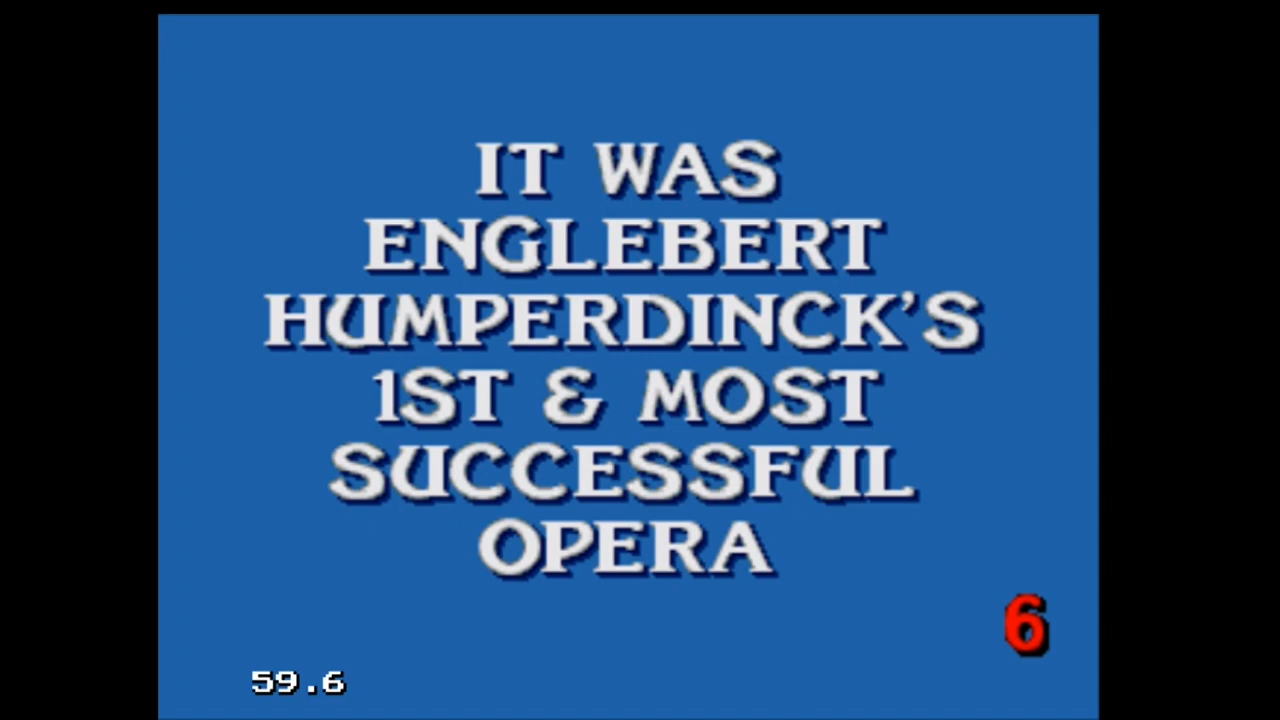 IT WAS
ENGLEBERT
HUMPERDINCK'S
1ST & MOST
SUCCESSFUL
OPERA
6
59.6